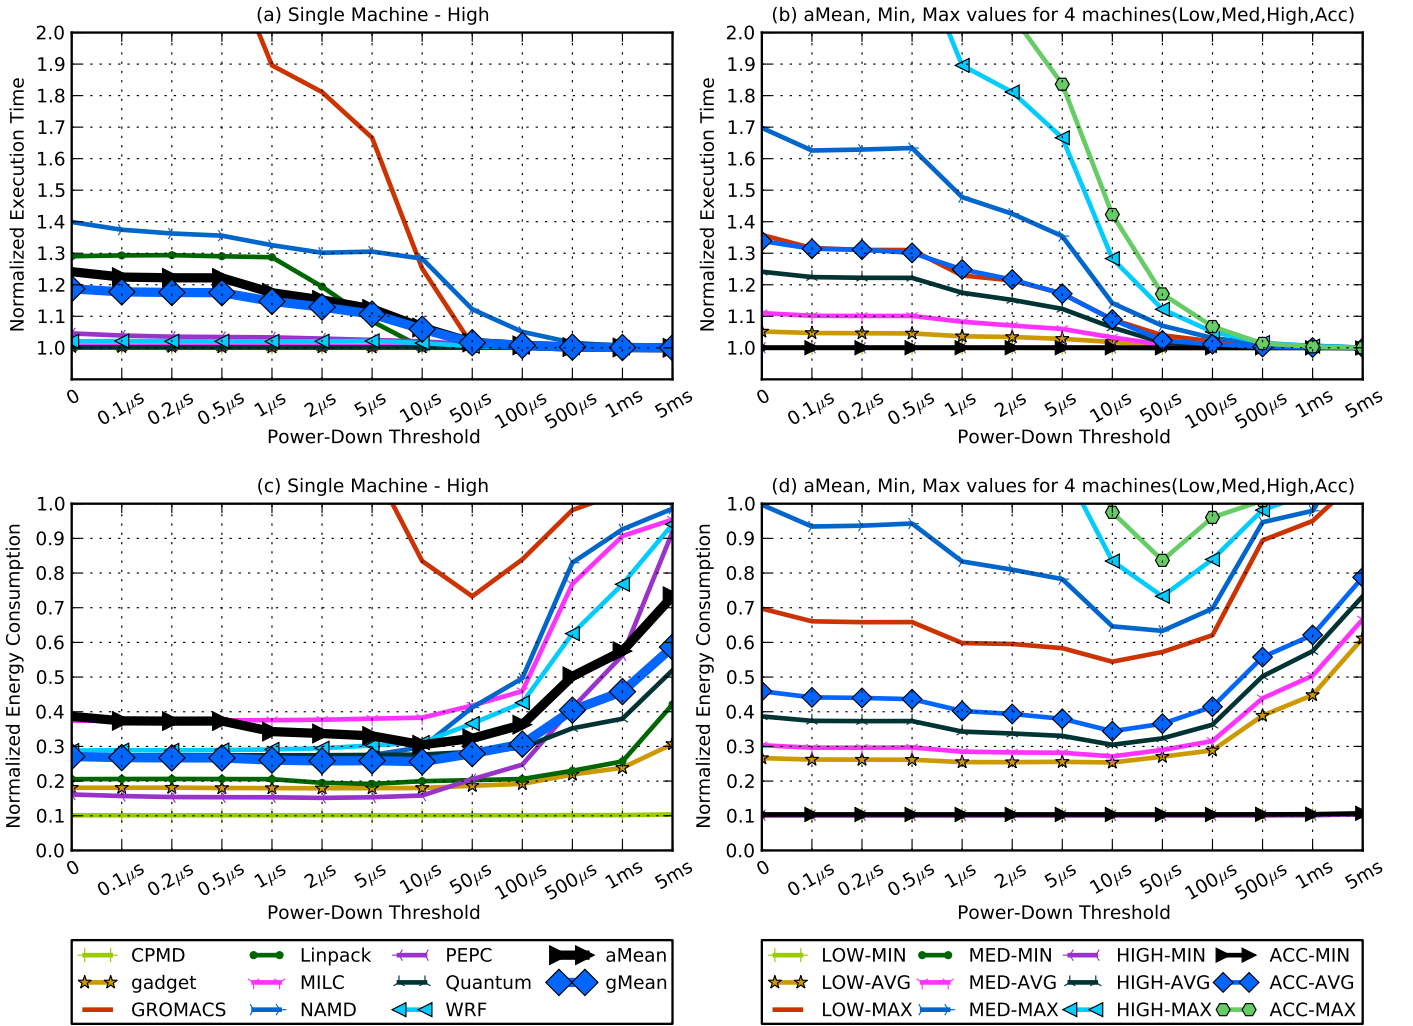 (a) Single Machine - High
(b) aMean, Min, Max values for 4 machines(Low,Med,High,Acc)
Normalized Execution Time
2.0
1.9
1.8
1.7
1.6
1.5
1.4
1.3
1.2
1.1
1.0
0 0.1μs 0.2μs 0.5μs 1μs 2μs 5μs 10μs 50μs 100μs 500μs 1ms 5ms
Power-Down Threshold
Normalized Execution Time
2.0
1.9
1.8
1.7
1.6
1.5
1.4
1.3
1.2
1.1
1.0
0 0.1μs 0.2μs 0.5μs 1μs 2μs 5μs 10μs 50μs 100μs 500μs 1ms 5ms
Power-Down Threshold
(c) Single Machine - High
(d) aMean, Min, Max values for 4 machines(Low,Med,High,Acc)
Normalized Energy Consumption
1.0
0.9
0.8
0.7
0.6
0.5
0.4
0.3
0.2
0.1
0.0
0 0.1μs 0.2μs 0.5μs 1μs 2μs 5μs 10μs 50μs 100μs 500μs 1ms 5ms
Power-Down Threshold
Normalized Energy Consumption
1.0
0.9
0.8
0.7
0.6
0.5
0.4
0.3
0.2
0.1
0.0
0 0.1μs 0.2μs 0.5μs 1μs 2μs 5μs 10μs 50μs 100μs 500μs 1ms 5ms
Power-Down Threshold
CPMD Linpack PEPC aMean
gadget MILC Quantum gMean
GROMACS NAMD WRF
LOW-MIN MED-MIN HIGH-MIN ACC-MIN
LOW-AVG MED-AVG HIGH-AVG ACC-AVG
LOW-MAX MED-MAX HIGH-MAX ACC-MAX